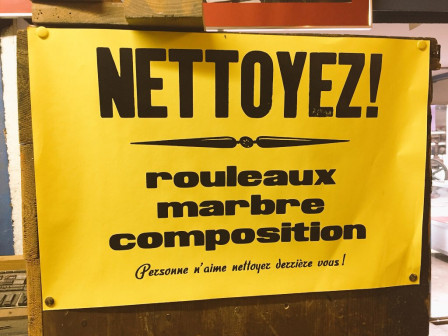 NETTOYEZ!
rouleaux
marbre
composition
Personne n'aime nettoyer derrière vous!